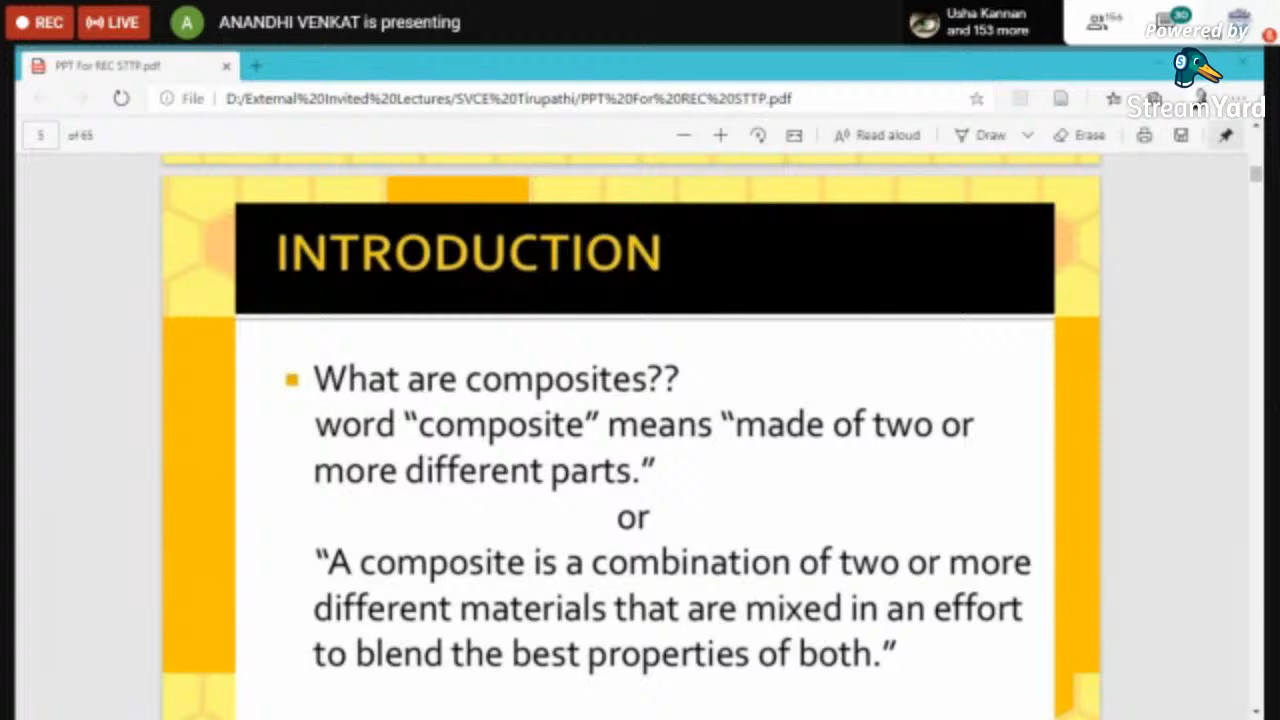 REC
LIVE
A
ANANDHI VENKAT is presenting
Usha Kannan
and 153 more
156
30
Powered by
StreamYard
PPT For REC STTP.pdf
File
D:/External%20Invited%20Lectures/SVCE%20Tirupathi/PPT%20For%20REC%20STTP.pdf
5 of 65
Read aloud
Draw
Erase
INTRODUCTION
What are composites??
word “composite” means “made of two or
more different parts.”
or
“A composite is a combination of two or more
different materials that are mixed in an effort
to blend the best properties of both.”